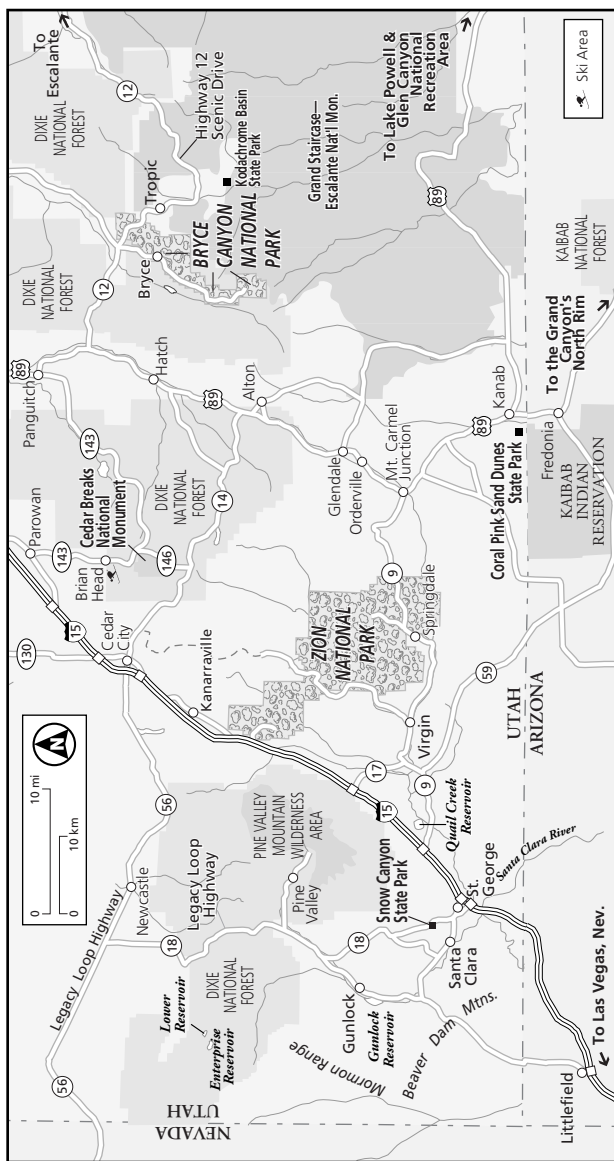 To
Escalante
DIXIE
NATIONAL
FOREST
12
Highway 12
Scenic Drive
Tropic
Kodachrome Basin
State Park
Grand Staircase—
Escalante Nat'l Mon.
To Lake Powell &
Glen Canyon
National
Recreation
Area
Ski Area
Bryce
BRYCE
CANYON
NATIONAL
PARK
DIXIE
NATIONAL
FOREST
12
89
KAIBAB
NATIONAL
FOREST
89
Panguitch
Hatch
89
Alton
143
Cedar Breaks
National
Monument
DIXIE
NATIONAL
FOREST
14
Glendale
Orderville
Mt. Carmel
Junction
89
Kanab
To the Grand
Canyon's
North Rim
Coral Pink Sand Dunes
State Park
Fredonia
KAIBAB
INDIAN
RESERVATION
Parowan
143
Brian
Head
146
15
130
Cedar
City
9
ZION
NATIONAL
PARK
Springdale
59
Kanarraville
Virgin
UTAH
ARIZONA
N
0
10 mi
0
10 km
56
17
9
15
Quail Creek
Reservoir
PINE VALLEY
MOUNTAIN
WILDERNESS
AREA
Legacy Loop
Highway
Pine
Valley
Snow Canyon
State Park
St.
George
Santa Clara River
Newcastle
Legacy Loop Highway
18
18
Santa
Clara
DIXIE
NATIONAL
FOREST
Lower
Reservoir
Enterprise
Reservoir
Gunlock
Gunlock
Reservoir
Mormon Range
Beaver Dam Mtns.
To Las Vegas, Nev.
Littlefield
56
NEVADA
UTAH